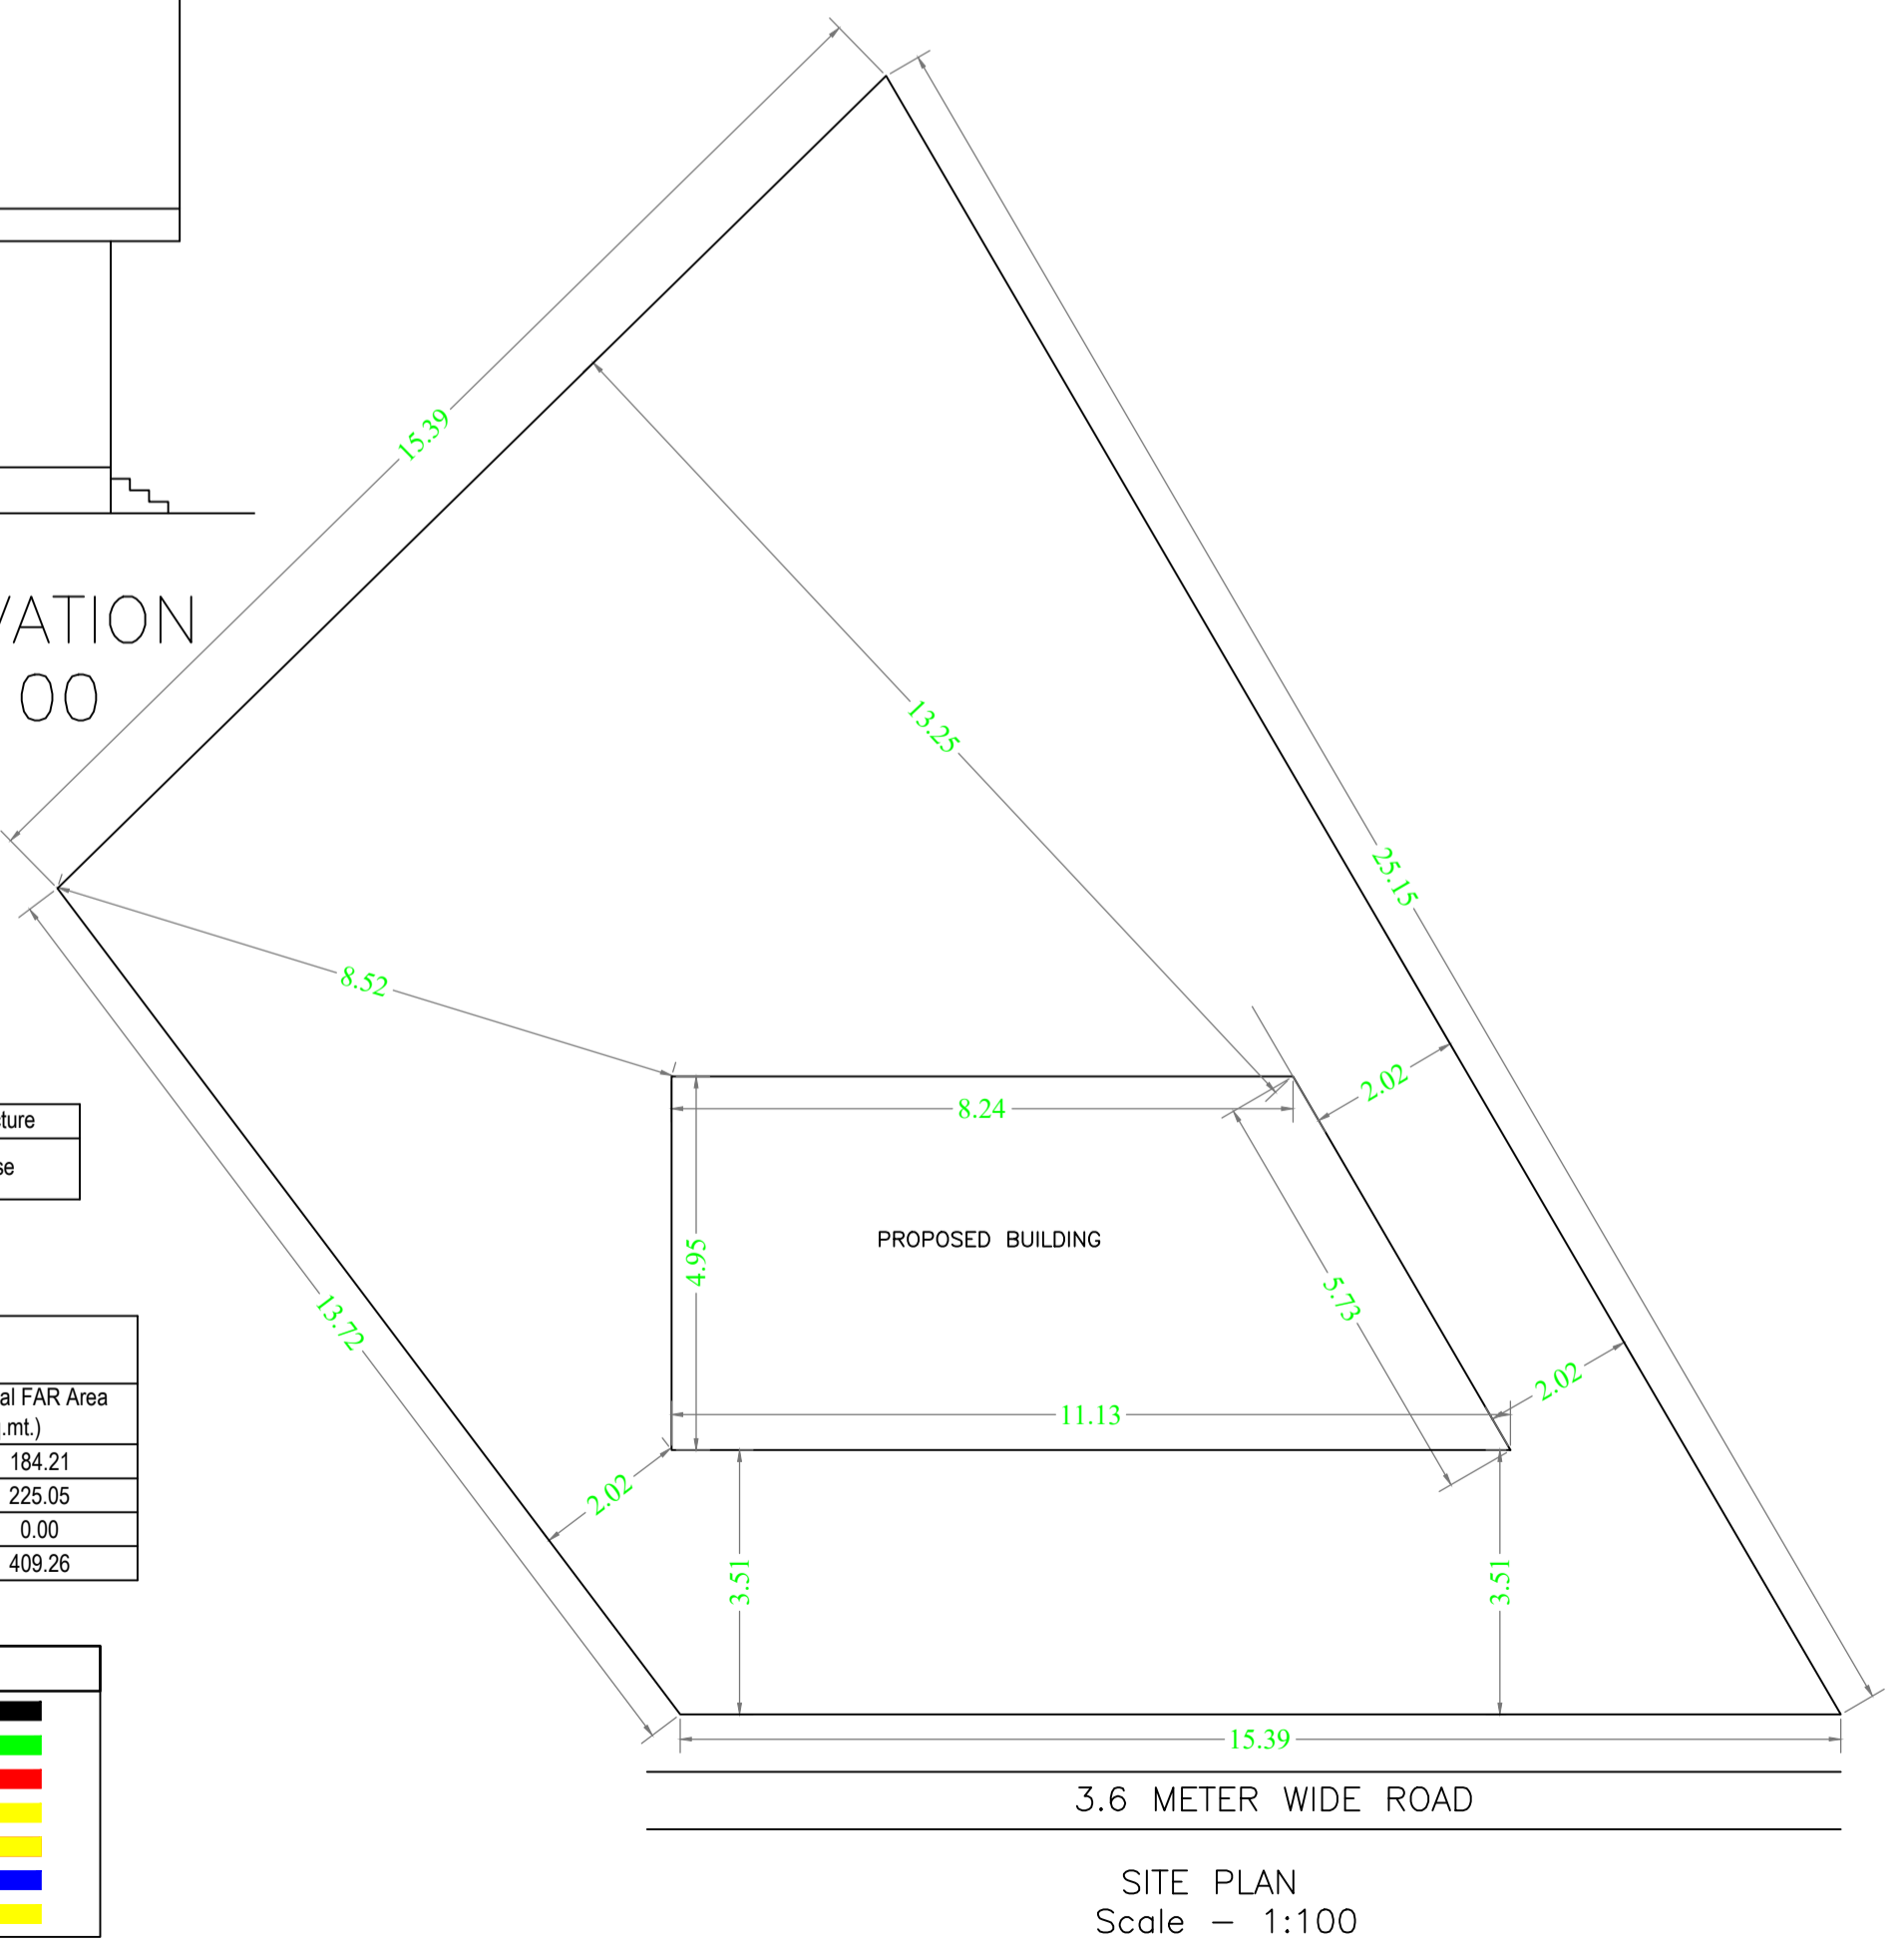 15.39
VATION
00
13.25
25.15
8.52
2.02
8.24
PROPOSED BUILDING
4.95
5.73
13.72
11.13
2.02
2.02
3.51
3.51
15.39
3.6 METER WIDE ROAD
SITE PLAN
Scale - 1:100
ture
se
al FAR Area
.mt.)
184.21
225.05
0.00
409.26